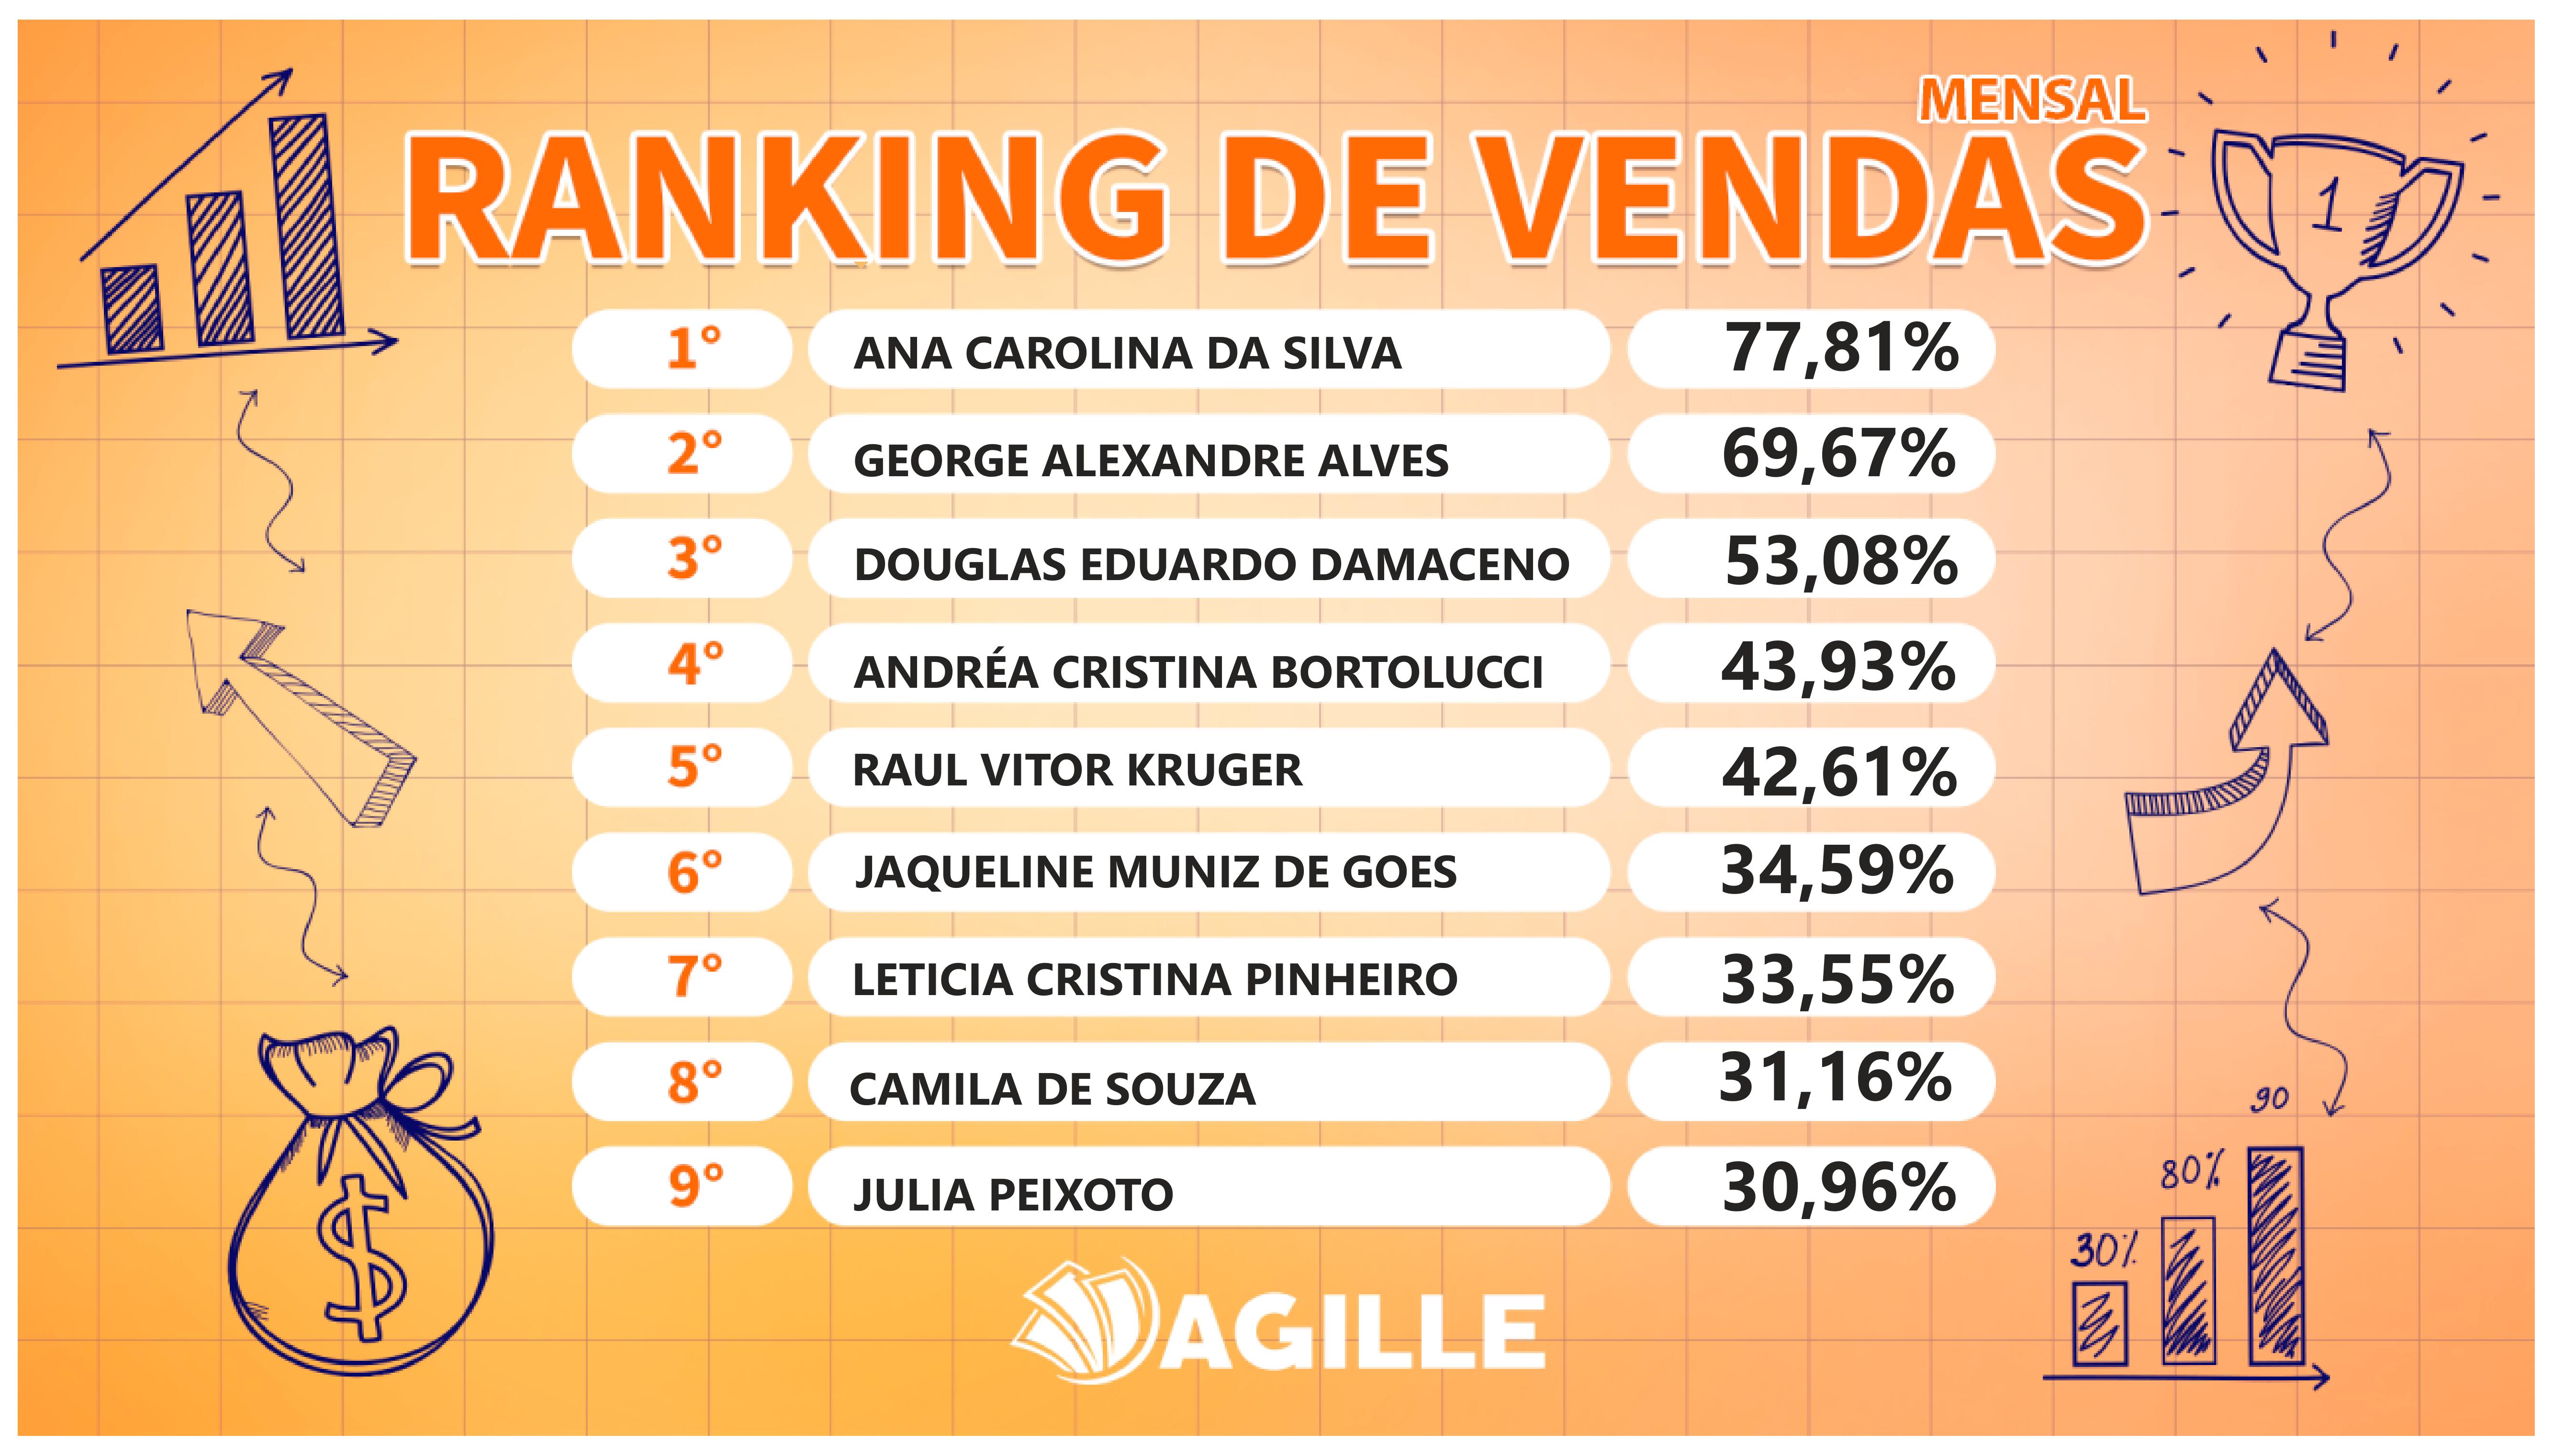 MENSAL
RANKING DE VENDAS
1
1° ANA CAROLINA DA SILVA 77,81%
2° GEORGE ALEXANDRE ALVES 69,67%
3° DOUGLAS EDUARDO DAMACENO 53,08%
4° ANDRÉA CRISTINA BORTOLUCCI 43,93%
5° RAUL VITOR KRUGER 42,61%
6° JAQUELINE MUNIZ DE GOES 34,59%
7° LETICIA CRISTINA PINHEIRO 33,55%
8° CAMILA DE SOUZA 31,16%
9° JULIA PEIXOTO 30,96%
$
90
80%
30%
AGILLE